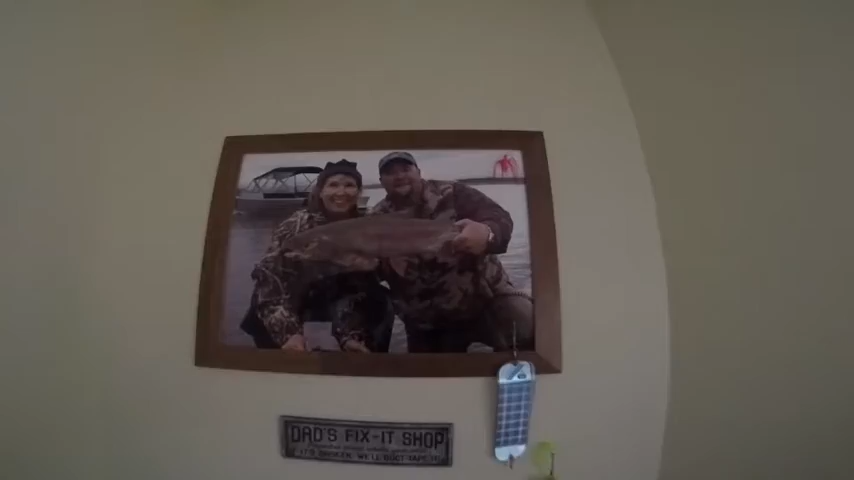 DAD'S FIX-IT SHOP
IF IT'S BROKEN, WE'LL DUCT TAPE IT!